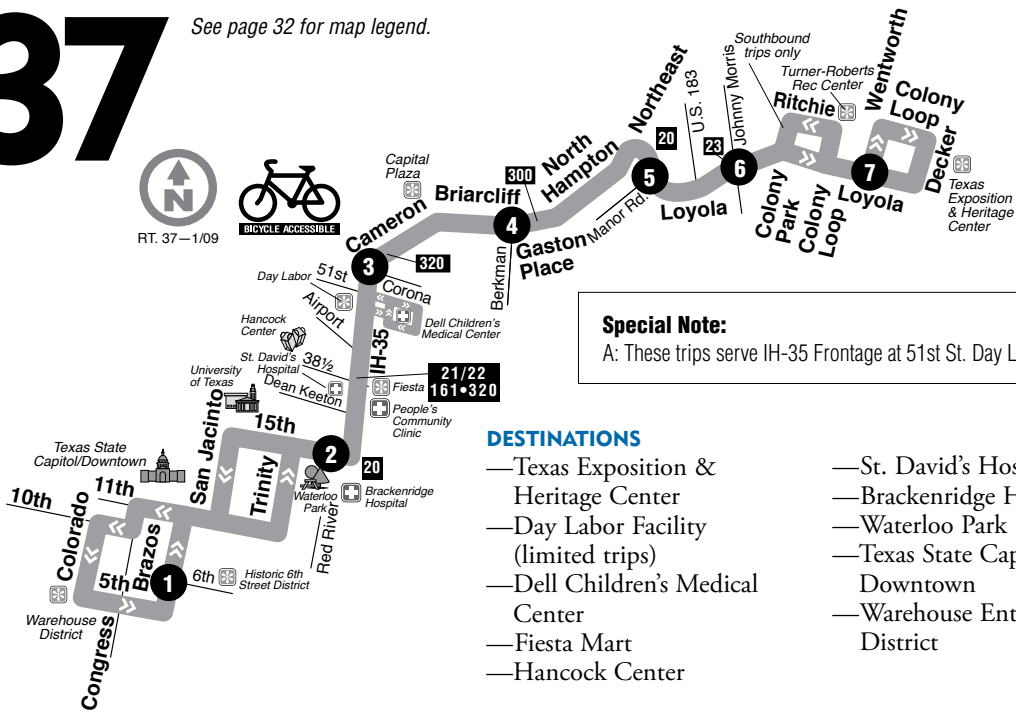 37
See page 32 for map legend.
RT. 37—1/09
BICYCLE ACCESSIBLE
Capital
Plaza
Cameron
Briarcliff
300
North
Hampton
Northeast
20
U.S. 183
23
Johnny Morris
Southbound
trips only
Turner-Roberts
Rec Center
Ritchie
Wentworth
Colony
Loop
Decker
Texas
Exposition
& Heritage
Center
7
Loyola
Colony
Loop
Colony
Park
6
Loyola
5
Manor Rd.
Gaston
Place
4
Berkman
320
3
51st
Corona
Day Labor
Airport
Dell Children's
Medical Center
Hancock
Center
IH-35
38½
St. David's
Hospital
Dean Keeton
21/22
161•320
Fiesta
People's
Community
Clinic
University
of Texas
San Jacinto
15th
2
20
Trinity
Waterloo
Park
Brackenridge
Hospital
Red River
Texas State
Capitol/Downtown
11th
10th
Colorado
Brazos
5th
1
6th
Historic 6th
Street District
Warehouse
District
Congress
Special Note:
A: These trips serve IH-35 Frontage at 51st St. Day L
DESTINATIONS
—Texas Exposition &
Heritage Center
—Day Labor Facility
(limited trips)
—Dell Children's Medical
Center
—Fiesta Mart
—Hancock Center
—St. David's Hos
—Brackenridge H
—Waterloo Park
—Texas State Cap
Downtown
—Warehouse Ent
District